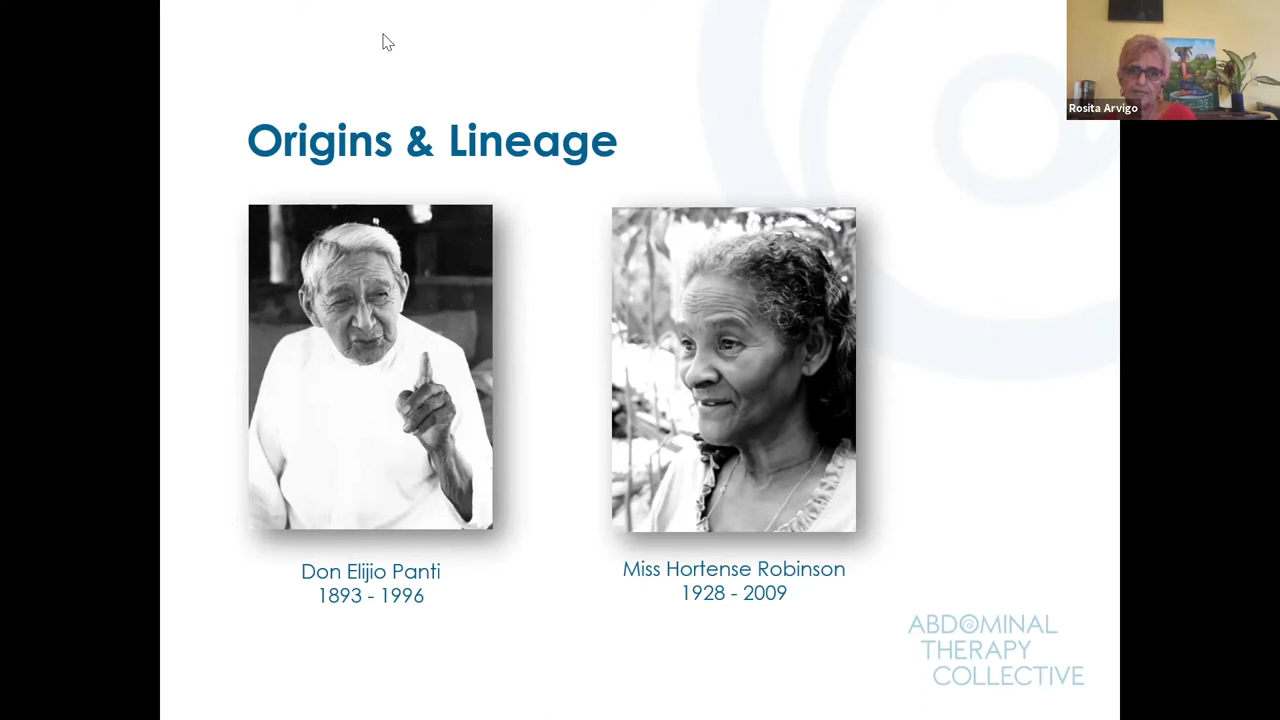 Rosita Arvigo
Origins & Lineage
Don Elijio Panti
1893 - 1996
Miss Hortense Robinson
1928 - 2009
ABDOMINAL
THERAPY
COLLECTIVE